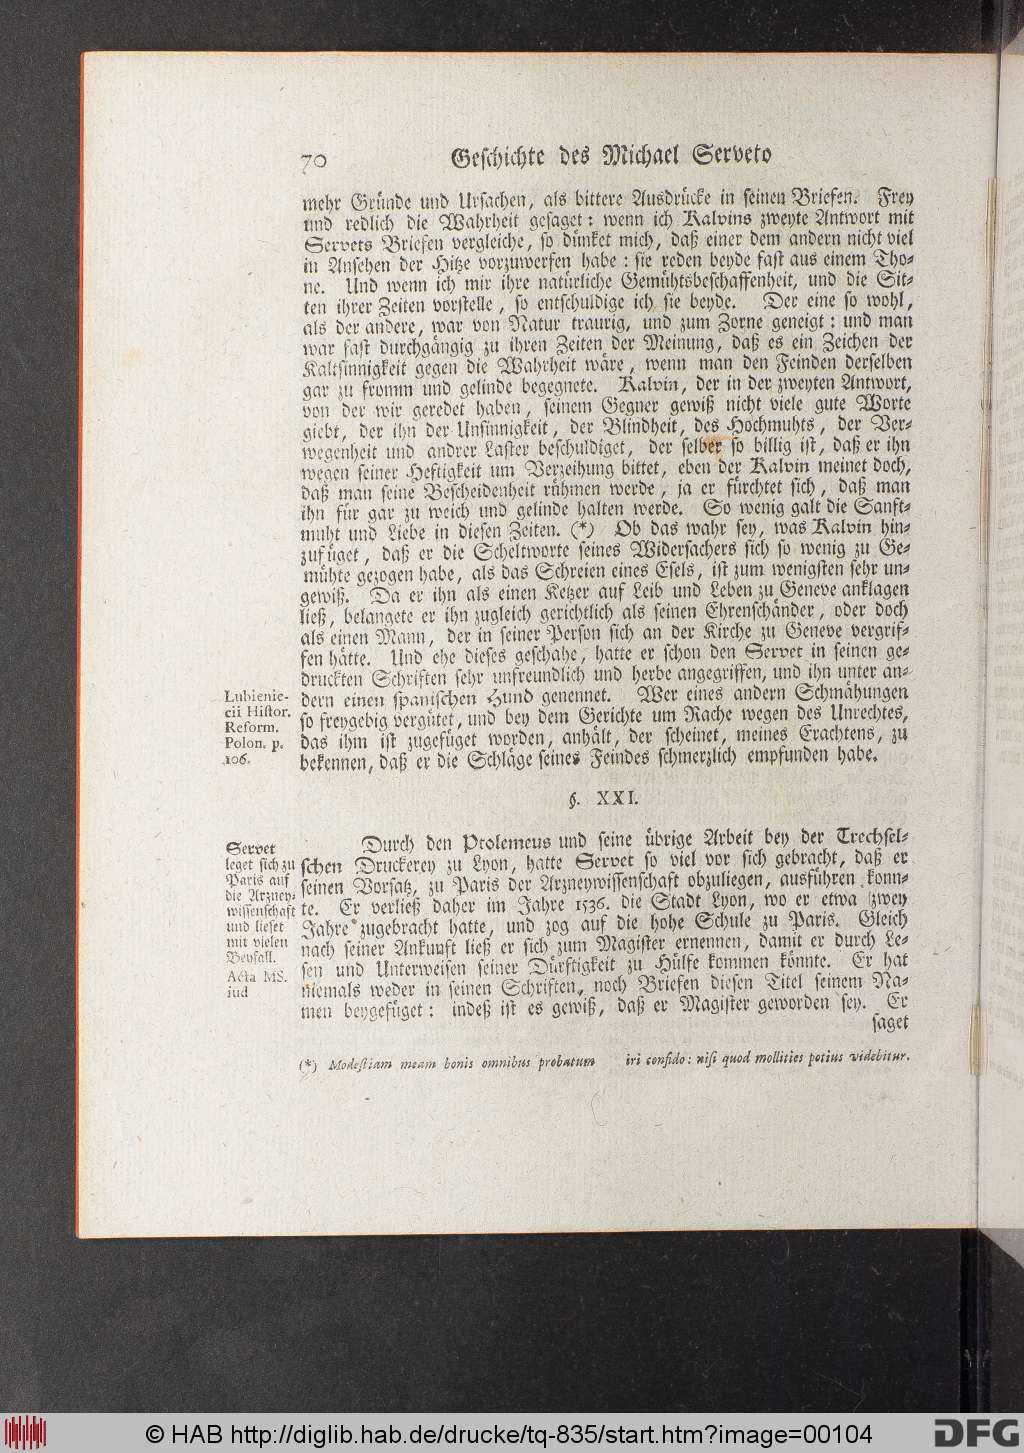 70 Geschichte des Michael Serveto
mehr Gründe und Ursachen, als bittere Ausdrücke in seinen Briefen. Frey
und redlich die Wahrheit gesaget: wenn ich Kalvins zweyte Antwort mit
Servets Briefen vergleiche, so dünket mich, daß einer dem andern nicht viel
in Ansehen der Hitze vorzuwerfen habe: sie reden beyde fast aus einem Tho-
ne. Und wenn ich mir ihre natürliche Gemühtsbeschaffenheit, und die Sit-
ten ihrer Zeiten vorstelle, so entschuldige ich sie beyde. Der eine so wohl,
als der andere, war von Natur traurig, und zum Zorne geneigt: und man
war fast durchgängig zu ihren Zeiten der Meinung, daß es ein Zeichen der
Kaltsinnigkeit gegen die Wahrheit wäre, wenn man den Feinden derselben
gar zu fromm und gelinde begegnete. Kalvin, der in der zweyten Antwort,
von der wir geredet haben, seinem Gegner gewiß nicht viele gute Worte
giebt, der ihn der Unsinnigkeit, der Blindheit, des Hochmuhts, der Ver-
wegenheit und andrer Laster beschuldiget, der selber so billig ist, daß er ihn
wegen seiner Heftigkeit um Verzeihung bittet, eben der Kalvin meinet doch,
daß man seine Bescheidenheit rühmen werde, ja er fürchtet sich, daß man
ihn für gar zu weich und gelinde halten werde. So wenig galt die Sanft-
muht und Liebe in diesen Zeiten. (*) Ob das wahr sey, was Kalvin hin-
zufüget, daß er die Scheltworte seines Widersachers sich so wenig zu Ge-
mühte gezogen habe, als das Schreien eines Esels, ist zum wenigsten sehr un-
gewiß. Da er ihn als einen Ketzer auf Leib und Leben zu Geneve anklagen
ließ, belangete er ihn zugleich gerichtlich als seinen Ehrenschänder, oder doch
als einen Mann, der in seiner Person sich an der Kirche zu Geneve vergrif-
fen hätte. Und ehe dieses geschahe, hatte er schon den Servet in seinen ge-
druckten Schriften sehr unfreundlich und herbe angegriffen, und ihn unter an-
dern einen spanischen Hund genennet. Wer eines andern Schmähungen
so freygebig vergütet, und bey dem Gerichte um Rache wegen des Unrechtes,
das ihm ist zugefüget worden, anhält, der scheinet, meines Erachtens, zu
bekennen, daß er die Schläge seines Feindes schmerzlich empfunden habe.
Lubienie-
cii Histor.
Reform.
Polon. p.
106.
§. XXI.
Servet
leget sich zu
Paris auf
die Arzney-
wissenschaft
und lieset
mit vielen
Beyfall.
Acta MS.
iud
Durch den Ptolemeus und seine übrige Arbeit bey der Trechsel-
schen Druckerey zu Lyon, hatte Servet so viel vor sich gebracht, daß er
seinen Vorsatz, zu Paris der Arzneywissenschaft obzuliegen, ausführen konn-
te. Er verließ daher im Jahre 1536. die Stadt Lyon, wo er etwa zwey
Jahre zugebracht hatte, und zog auf die hohe Schule zu Paris. Gleich
nach seiner Ankunft ließ er sich zum Magister ernennen, damit er durch Le-
sen und Unterweisen seiner Dürftigkeit zu Hülfe kommen könnte. Er hat
niemals weder in seinen Schriften, noch Briefen diesen Titel seinem Na-
men beygefüget: indeß ist es gewiß, daß er Magister geworden sey. Er
saget
(*) Modestiam meam bonis omnibus probatum iri confido: nisi quod mollities potius videbitur.
© HAB http://diglib.hab.de/drucke/tq-835/start.htm?image=00104
DFG